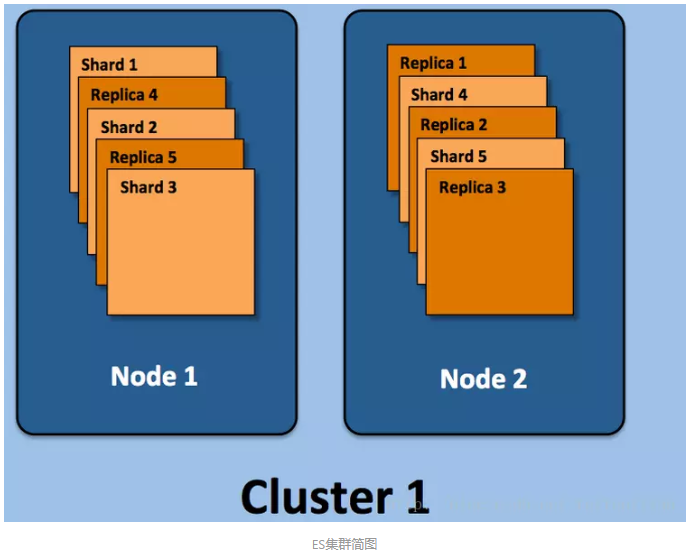 Shard 1
Replica 4
Shard 2
Replica 5
Shard 3
Node 1
Replica 1
Shard 4
Replica 2
Shard 5
Replica 3
Node 2
Cluster 1
ES集群简图